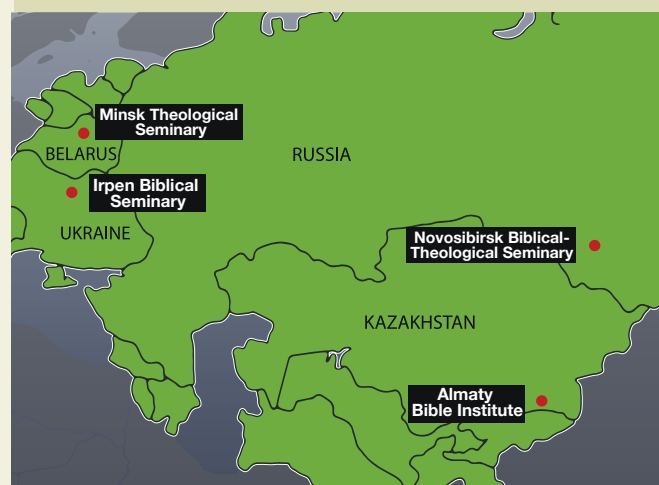 Minsk Theological
Seminary
BELARUS
RUSSIA
Irpen Biblical
Seminary
UKRAINE
Novosibirsk Biblical-
Theological Seminary
KAZAKHSTAN
Almaty
Bible Institute